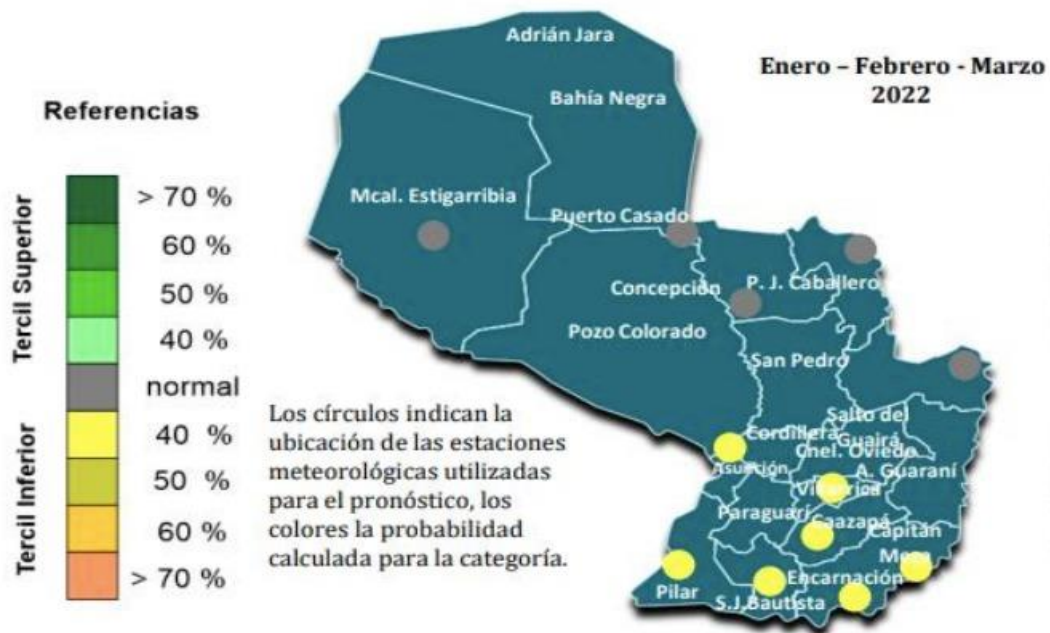 Enero – Febrero - Marzo
2022
Referencias
Tercil Superior
> 70 %
60 %
50 %
40 %
normal
Tercil Inferior
40 %
50 %
60 %
> 70 %
Los círculos indican la
ubicación de las estaciones
meteorológicas utilizadas
para el pronóstico, los
colores la probabilidad
calculada para la categoría.
Adrián Jara
Bahía Negra
Mcal. Estigarribia
Puerto Casado
Concepción
P. J. Caballero
Pozo Colorado
San Pedro
Salto del
Guairá
Cordillera
Cnel. Oviedo
Asunción
A. Guaraní
Villarrica
Paraguarí
Caazapá
Capitán
Meza
Encarnación
Pilar
S.J.Bautista